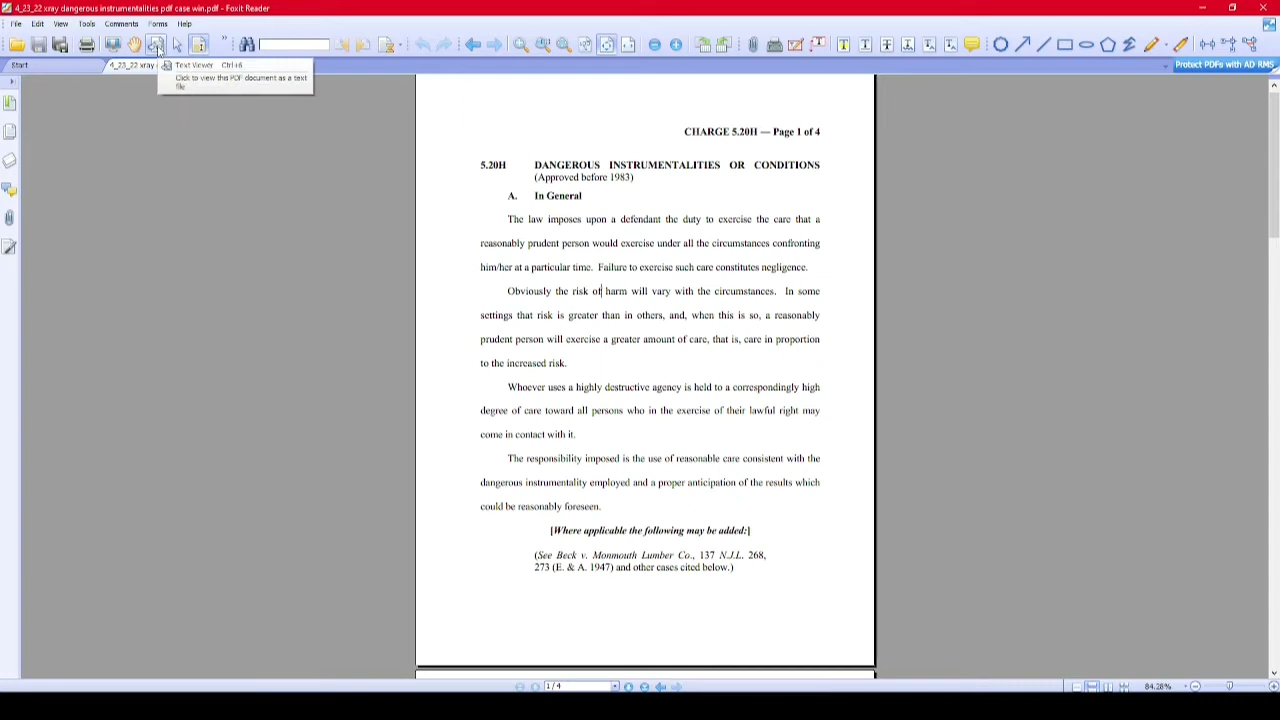 4_23_22 xray dangerous instrumentalities pdf case win.pdf - Foxit Reader
File Edit View Tools Comments Forms Help
Start
4_23_22 xray
Protect PDFs with AD RMS
Text Viewer Ctrl+6
Click to view this PDF document as a text
file
CHARGE 5.20H — Page 1 of 4
5.20H DANGEROUS INSTRUMENTALITIES OR CONDITIONS
(Approved before 1983)
A. In General
The law imposes upon a defendant the duty to exercise the care that a
reasonably prudent person would exercise under all the circumstances confronting
him/her at a particular time. Failure to exercise such care constitutes negligence.
Obviously the risk of harm will vary with the circumstances. In some
settings that risk is greater than in others, and, when this is so, a reasonably
prudent person will exercise a greater amount of care, that is, care in proportion
to the increased risk.
Whoever uses a highly destructive agency is held to a correspondingly high
degree of care toward all persons who in the exercise of their lawful right may
come in contact with it.
The responsibility imposed is the use of reasonable care consistent with the
dangerous instrumentality employed and a proper anticipation of the results which
could be reasonably foreseen.
[Where applicable the following may be added:]
(See Beck v. Monmouth Lumber Co., 137 N.J.L. 268,
273 (E. & A. 1947) and other cases cited below.)
1/4
84.28%